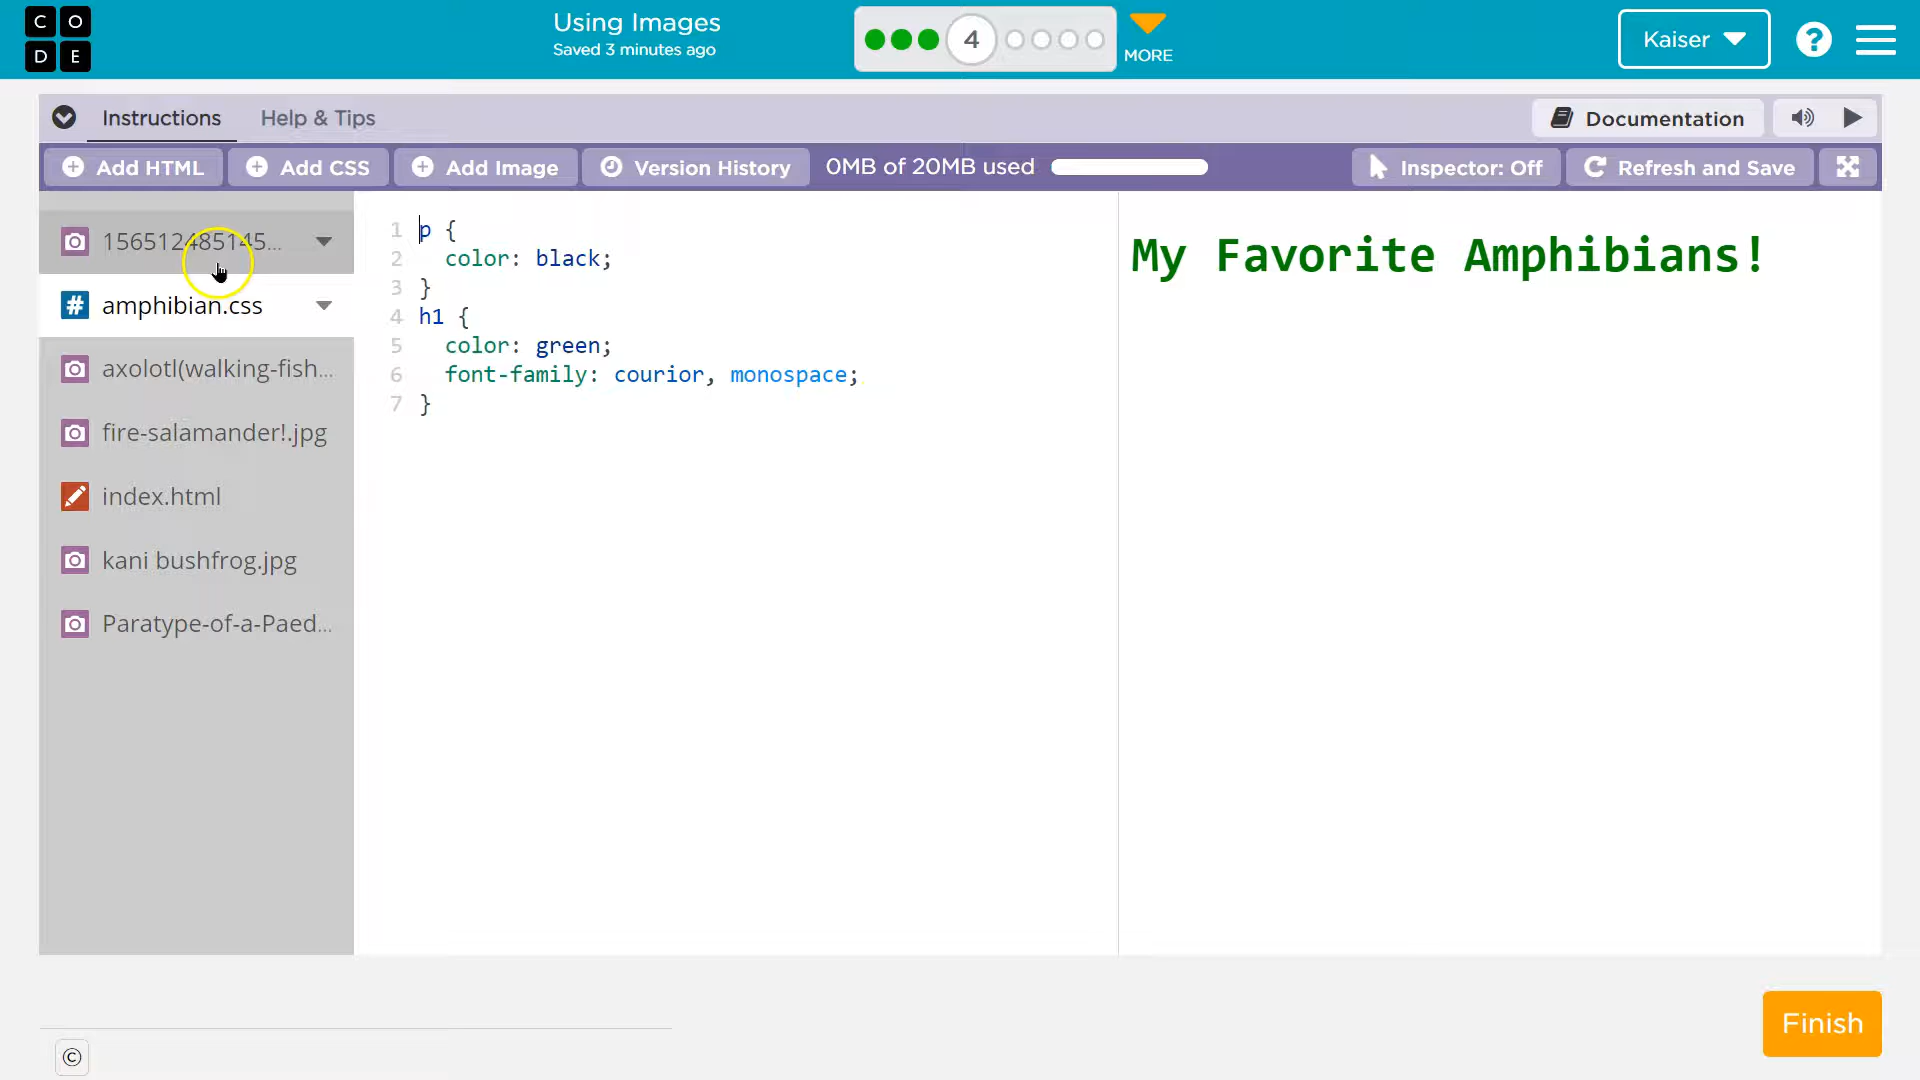 C O
D E
Using Images
Saved 3 minutes ago
4
MORE
Kaiser
?
Instructions
Help & Tips
Documentation
Add HTML
Add CSS
Add Image
Version History
0MB of 20MB used
Inspector: Off
Refresh and Save
156512485145...
# amphibian.css
axolotl(walking-fish...
fire-salamander!.jpg
index.html
kani bushfrog.jpg
Paratype-of-a-Paed...
1 p {
2 color: black;
3 }
4 h1 {
5 color: green;
6 font-family: courior, monospace;
7 }
My Favorite Amphibians!
Finish
©